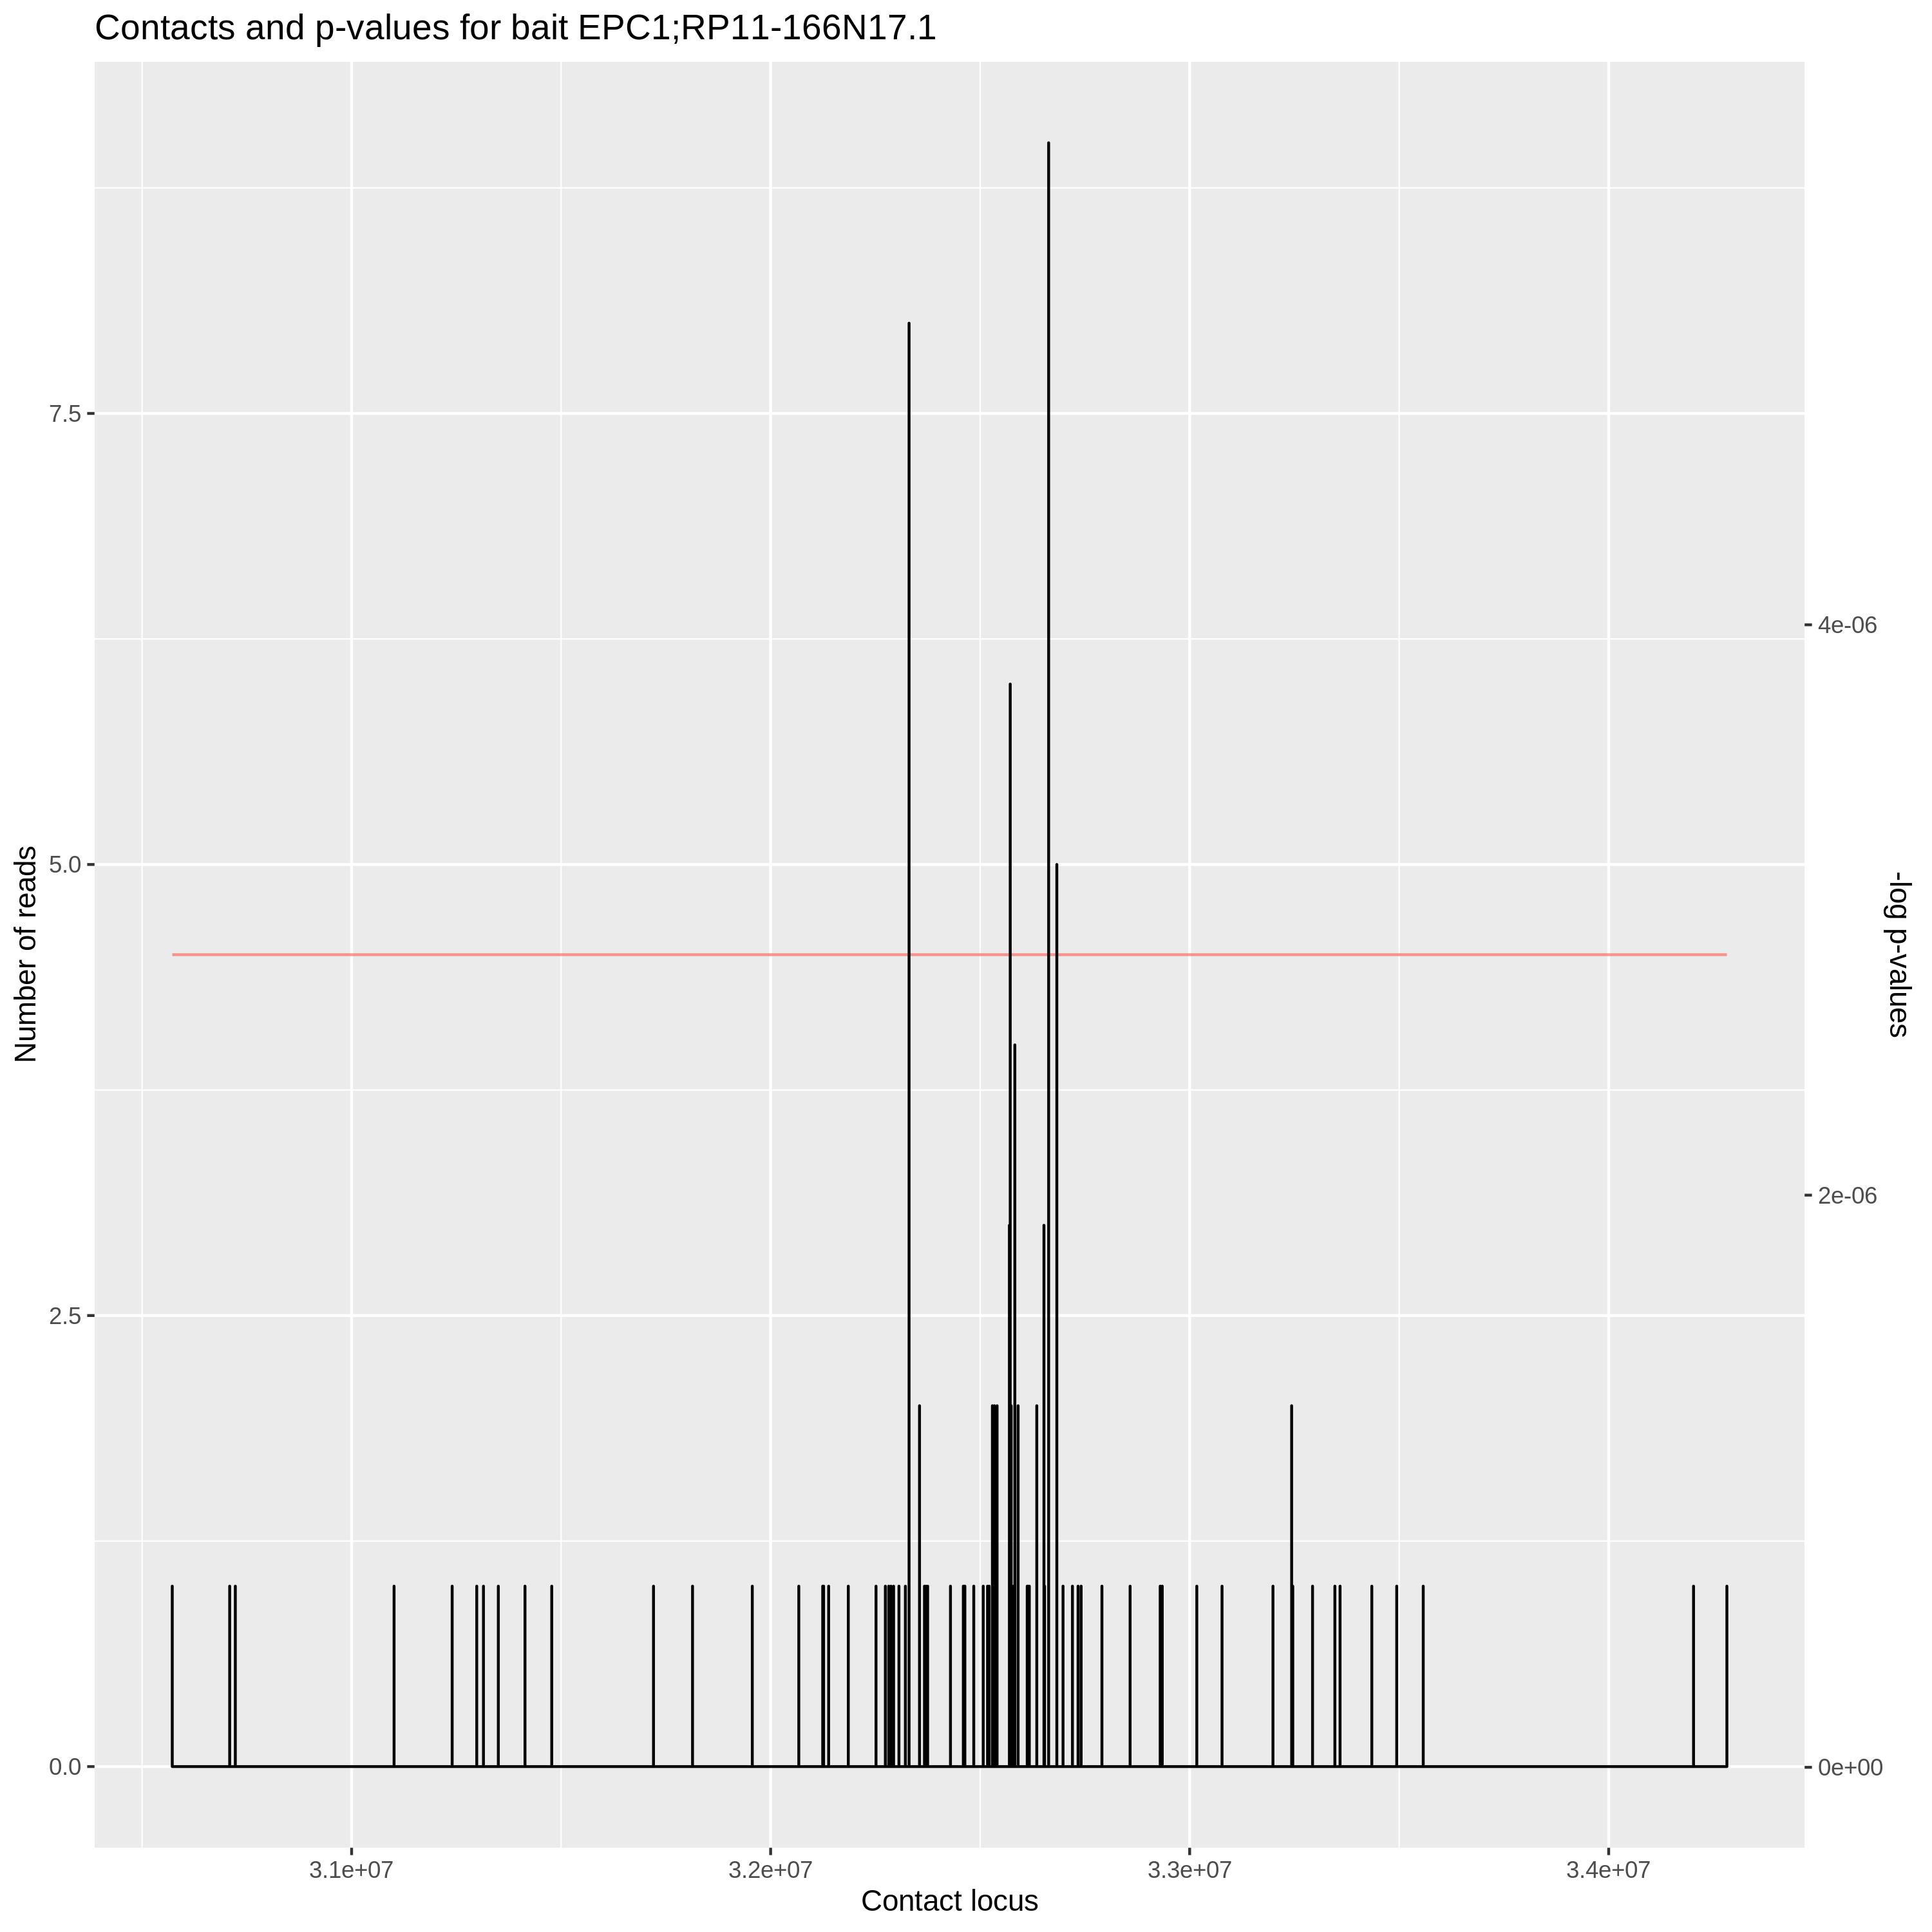 Contacts and p-values for bait EPC1;RP11-166N17.1
7.5
5.0
2.5
0.0
Number of reads
4e-06
2e-06
0e+00
-log p-values
3.1e+07
3.2e+07
3.3e+07
3.4e+07
Contact locus